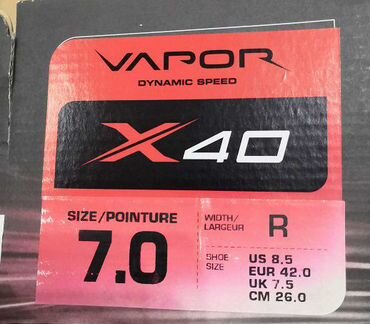 VAPOR
DYNAMIC SPEED
X40
SIZE/POINTURE
7.0
WIDTH/
LARGEUR
R
SHOE
SIZE
US 8.5
EUR 42.0
UK 7.5
CM 26.0